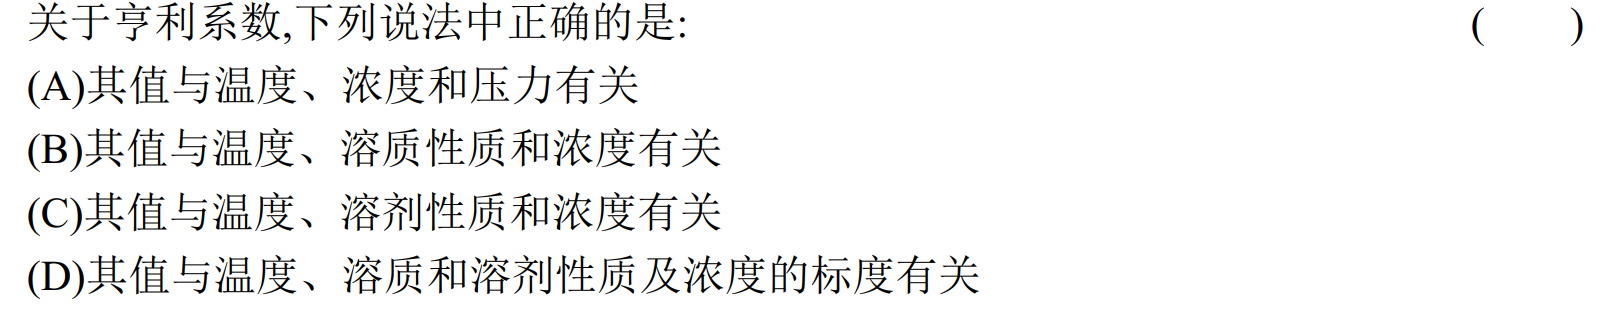 关于亨利系数,下列说法中正确的是: (  )
(A)其值与温度、浓度和压力有关
(B)其值与温度、溶质性质和浓度有关
(C)其值与温度、溶剂性质和浓度有关
(D)其值与温度、溶质和溶剂性质及浓度的标度有关